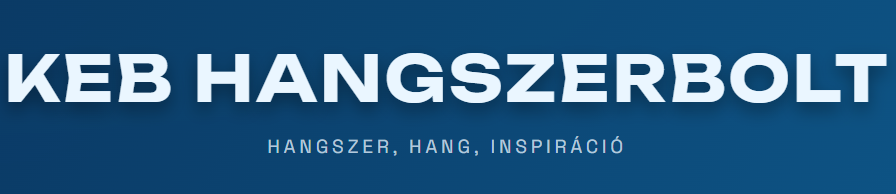 KEB HANGSZERBOLT
HANGSZER, HANG, INSPIRÁCIÓ